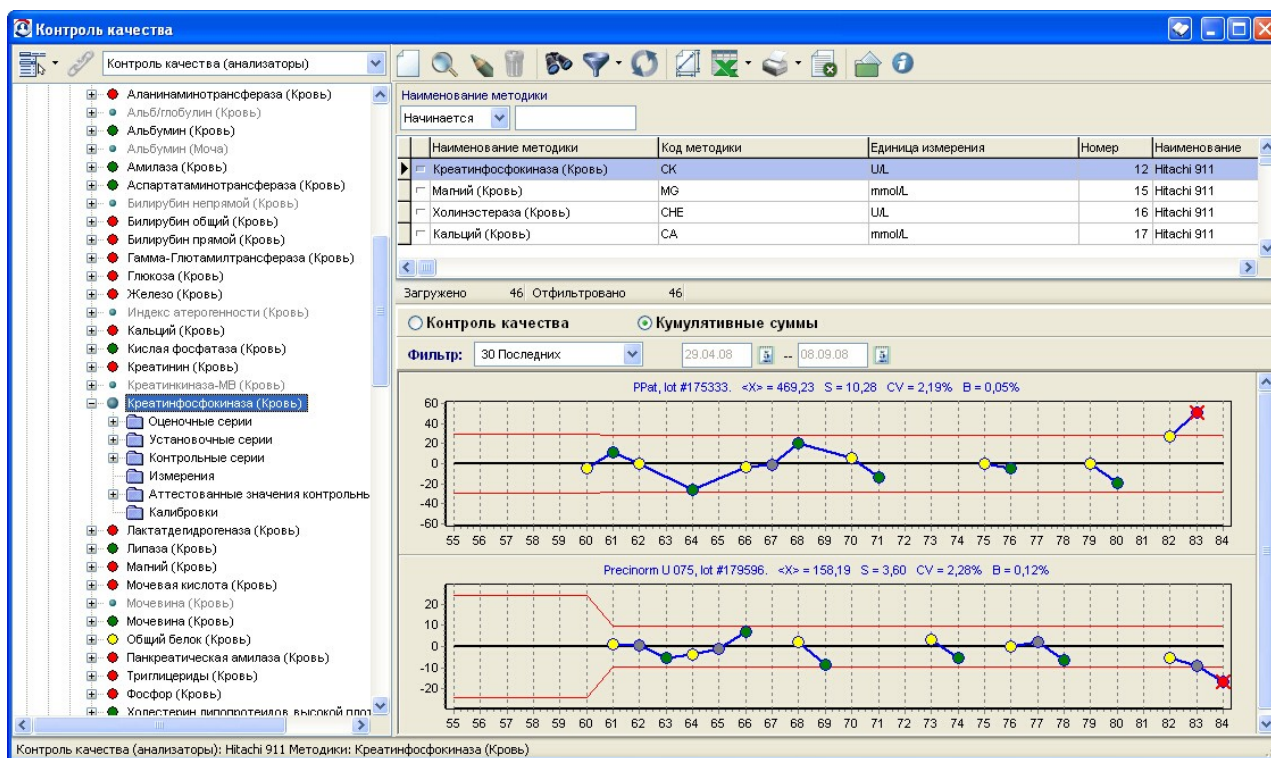 Контроль качества
Контроль качества (анализаторы)
Аланинаминотрансфераза (Кровь)
Альб/глобулин (Кровь)
Альбумин (Кровь)
Альбумин (Моча)
Амилаза (Кровь)
Аспартатаминотрансфераза (Кровь)
Билирубин непрямой (Кровь)
Билирубин общий (Кровь)
Билирубин прямой (Кровь)
Гамма-Глютамилтрансфераза (Кровь)
Глюкоза (Кровь)
Железо (Кровь)
Индекс атерогенности (Кровь)
Кальций (Кровь)
Кислая фосфатаза (Кровь)
Креатинин (Кровь)
Креатинкиназа-МВ (Кровь)
Креатинфосфокиназа (Кровь)
Оценочные серии
Установочные серии
Контрольные серии
Измерения
Аттестованные значения контрольнь
Калибровки
Лактатдегидрогеназа (Кровь)
Липаза (Кровь)
Магний (Кровь)
Мочевая кислота (Кровь)
Мочевина (Кровь)
Мочевина (Кровь)
Общий белок (Кровь)
Панкреатическая амилаза (Кровь)
Триглицериды (Кровь)
Фосфор (Кровь)
Холестерин липопротеидов высокой плот
Наименование методики
Начинается
Наименование методики Код методики Единица измерения Номер Наименование
Креатинфосфокиназа (Кровь) CK U/L 12 Hitachi 911
Магний (Кровь) MG mmol/L 15 Hitachi 911
Холинэстераза (Кровь) CHE U/L 16 Hitachi 911
Кальций (Кровь) CA mmol/L 17 Hitachi 911
Загружено 46 Отфильтровано 46
Контроль качества Кумулятивные суммы
Фильтр: 30 Последних 29.04.08 5 -- 08.09.08 5
PPat, lot #175333. <X> = 469,23 S = 10,28 CV = 2,19% B = 0,05%
60
40
20
0
-20
-40
-60
55 56 57 58 59 60 61 62 63 64 65 66 67 68 69 70 71 72 73 74 75 76 77 78 79 80 81 82 83 84
Precinorm U 075, lot #179596. <X> = 158,19 S = 3,60 CV = 2,28% B = 0,12%
20
10
0
-10
-20
55 56 57 58 59 60 61 62 63 64 65 66 67 68 69 70 71 72 73 74 75 76 77 78 79 80 81 82 83 84
Контроль качества (анализаторы): Hitachi 911 Методики: Креатинфосфокиназа (Кровь)